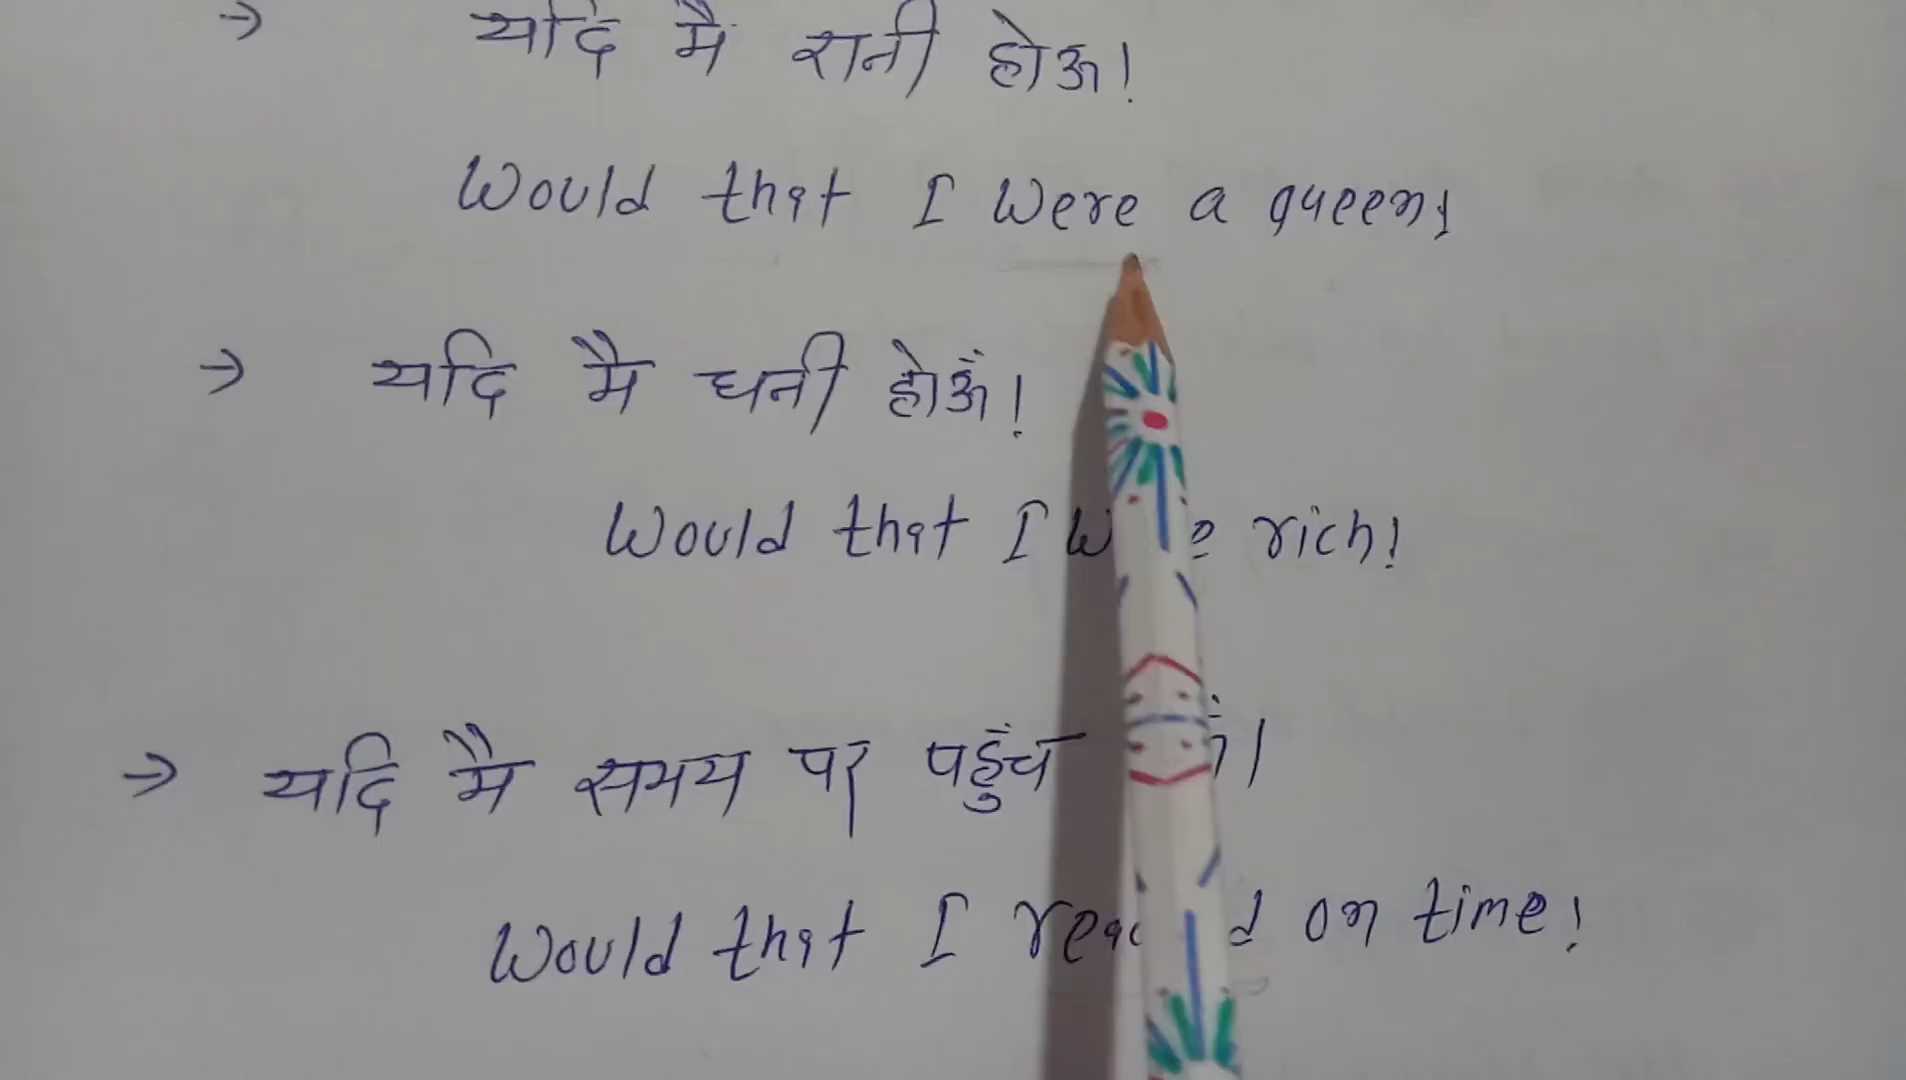 → यदि मै रानी होऊ!
Would that I were a queen!
→ यदि मै धनी होऊँ!
Would that I rich!
→ यदि मै समय पर पहुँच
Would that I on time!